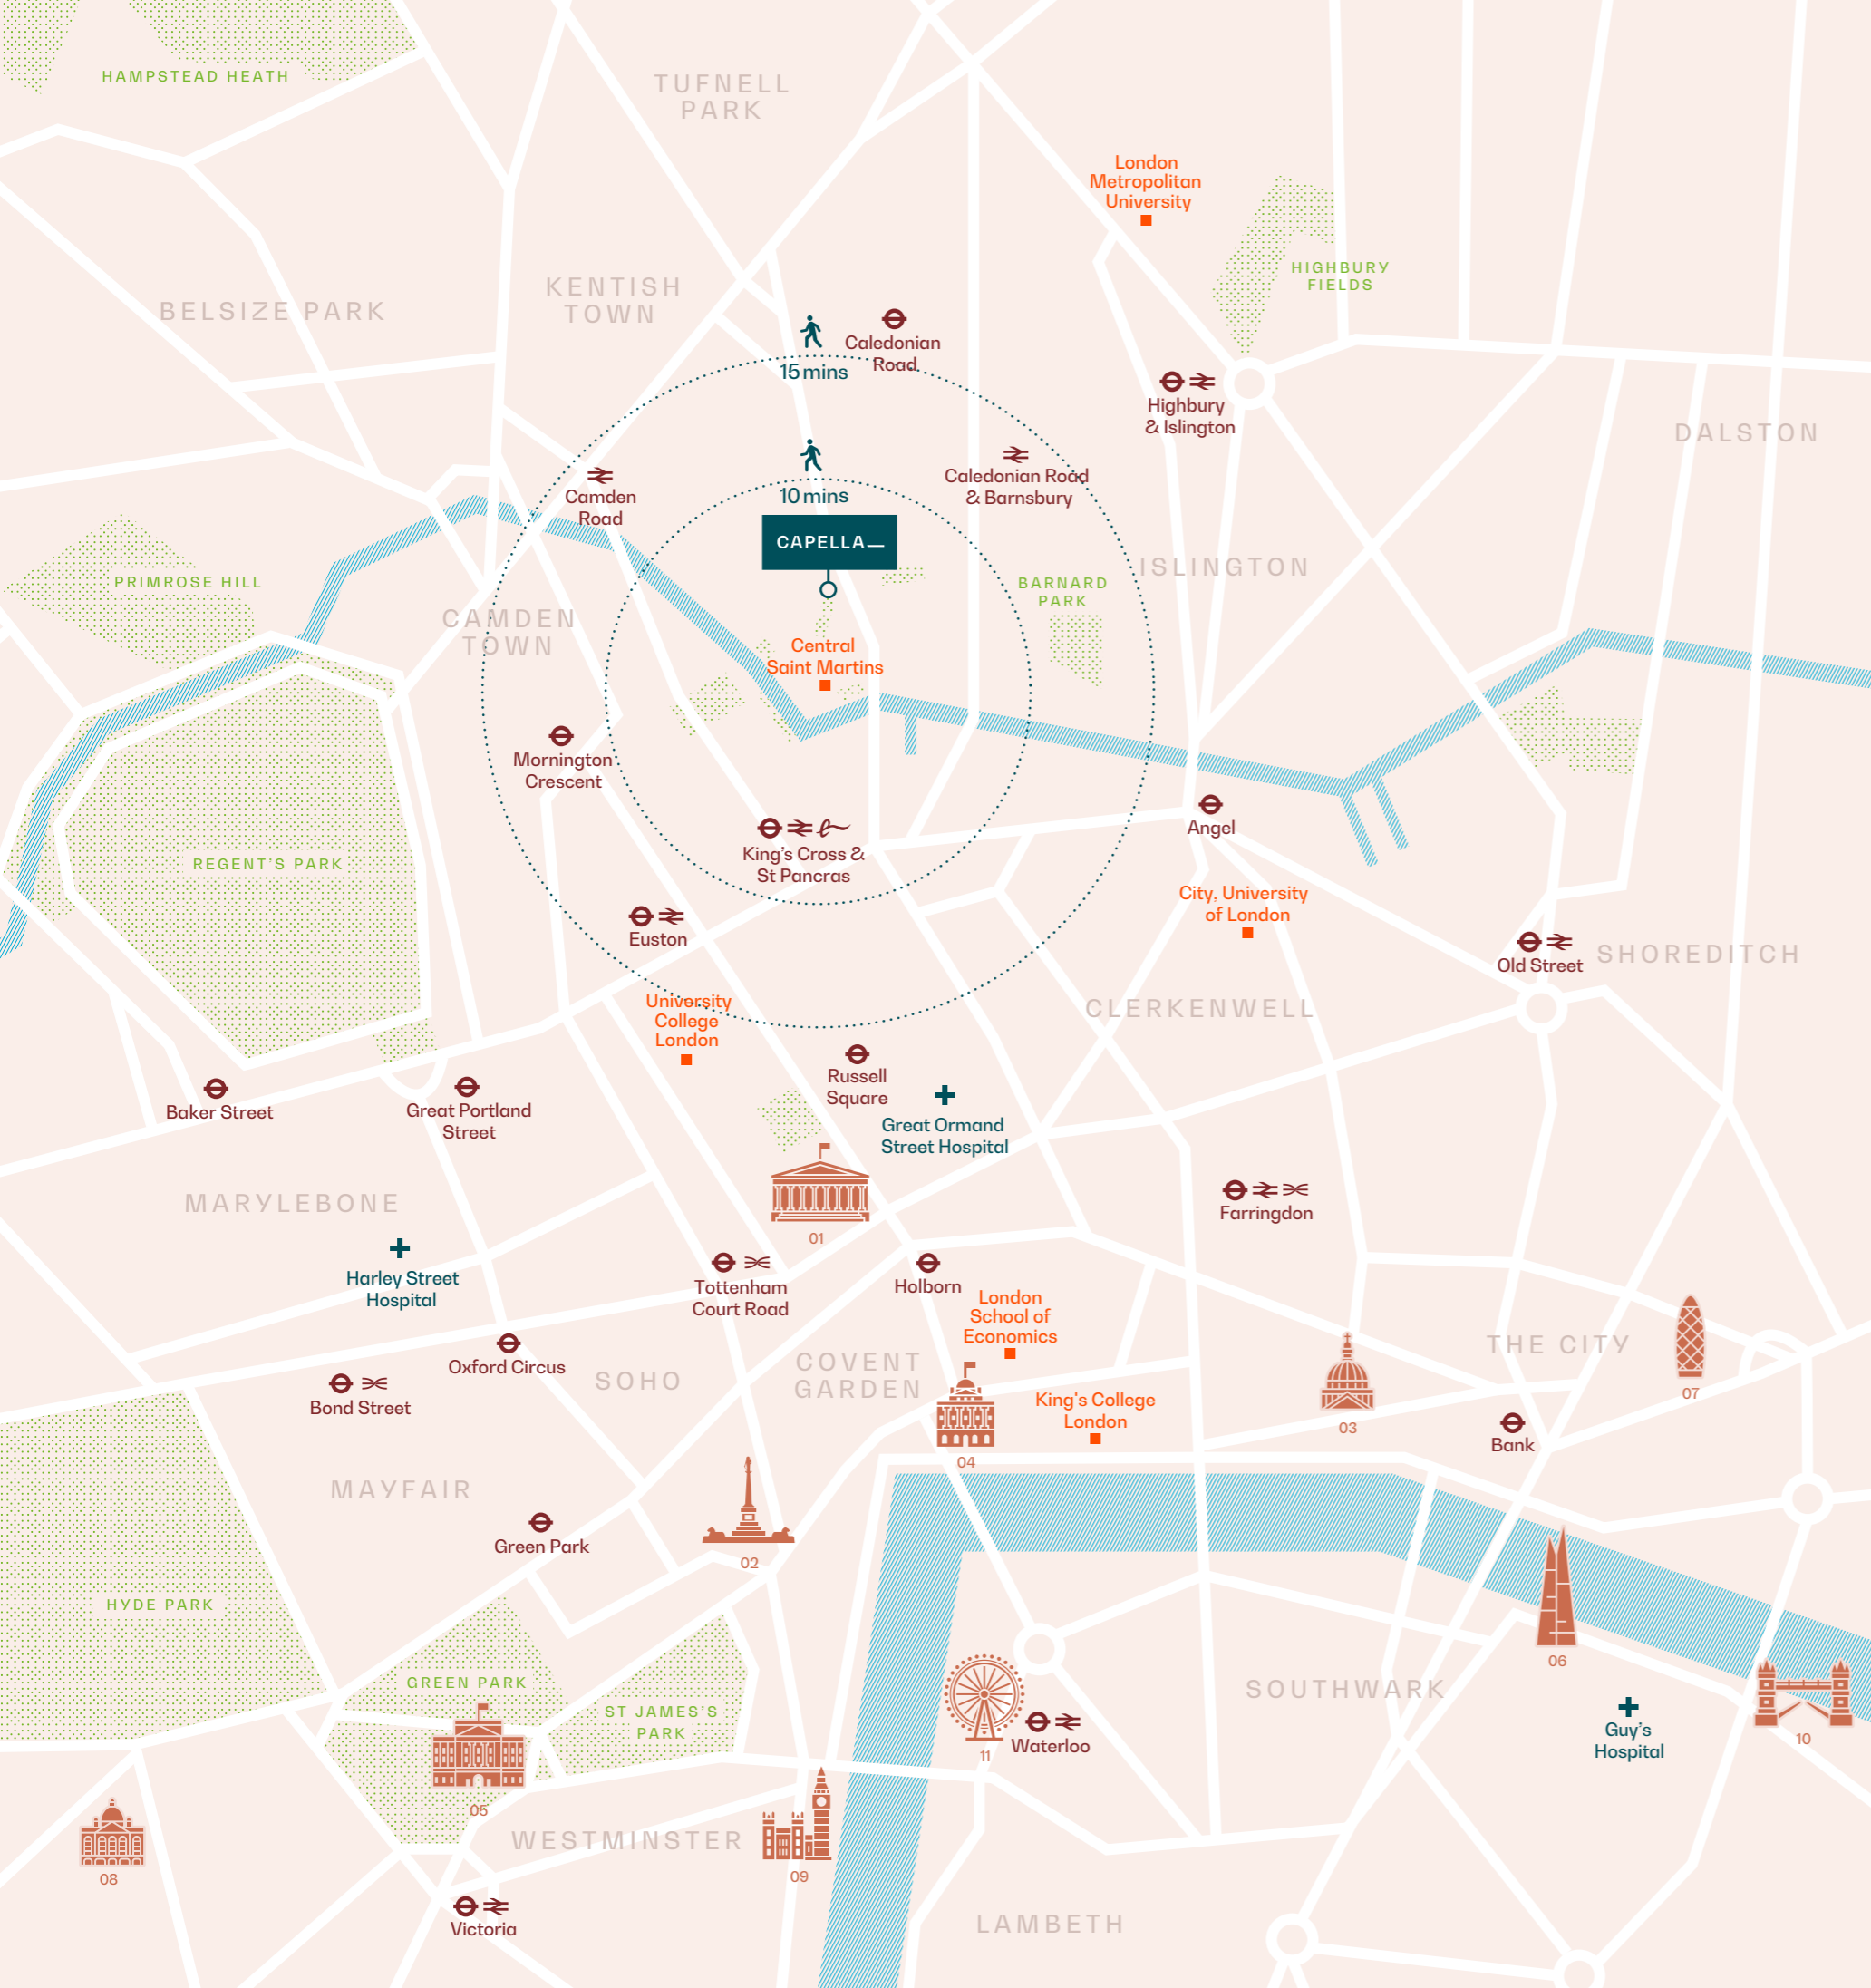 HAMPSTEAD HEATH
TUFNELL
PARK
London
Metropolitan
University
HIGHBURY
FIELDS
BELSIZE PARK
KENTISH
TOWN
Caledonian
Road
15 mins
Highbury
& Islington
DALSTON
10 mins
Camden
Road
Caledonian Road
& Barnsbury
CAPELLA_
ISLINGTON
PRIMROSE HILL
BARNARD
PARK
CAMDEN
TOWN
Central
Saint Martins
Mornington
Crescent
Angel
King's Cross &
St Pancras
REGENT'S PARK
City, University
of London
Euston
Old Street
SHOREDITCH
University
College
London
CLERKENWELL
Russell
Square
Baker Street
Great Portland
Street
Great Ormand
Street Hospital
MARYLEBONE
Farringdon
01
Harley Street
Hospital
Tottenham
Court Road
Holborn
London
School of
Economics
THE CITY
Oxford Circus
SOHO
COVENT
GARDEN
07
Bond Street
King's College
London
03
Bank
04
MAYFAIR
Green Park
02
HYDE PARK
06
GREEN PARK
ST JAMES'S
PARK
SOUTHWARK
Guy's
Hospital
10
11
Waterloo
05
WESTMINSTER
08
09
LAMBETH
Victoria